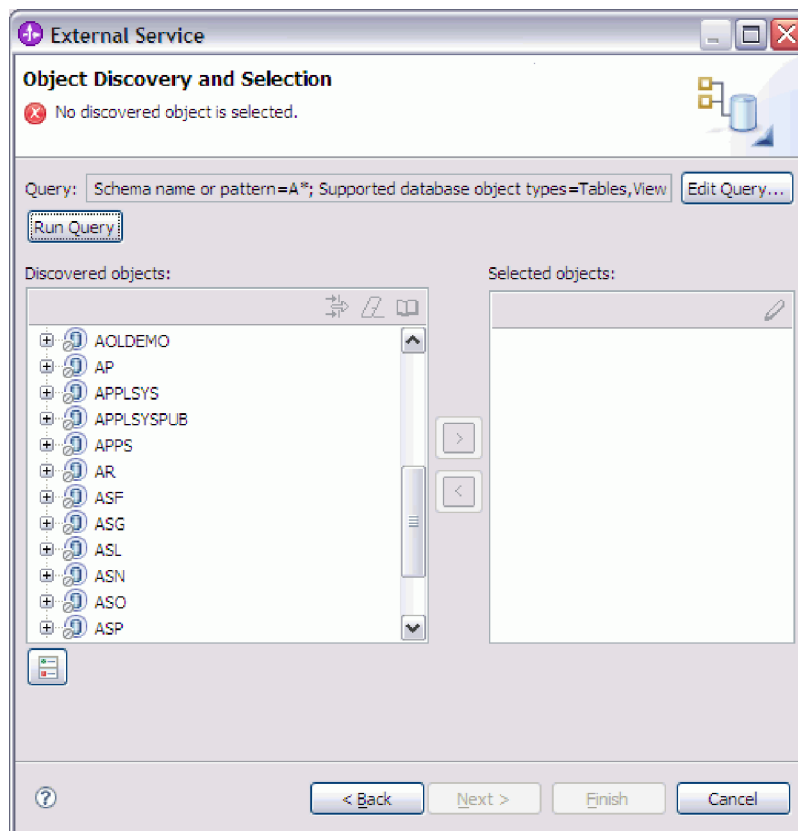 External Service
Object Discovery and Selection
No discovered object is selected.
Query: Schema name or pattern=A*; Supported database object types=Tables,View Edit Query...
Run Query
Discovered objects: Selected objects:
AOLDEMO
AP
APPLSYS
APPLSYSPUB
APPS
AR
ASF
ASG
ASL
ASN
ASO
ASP
< Back Next > Finish Cancel